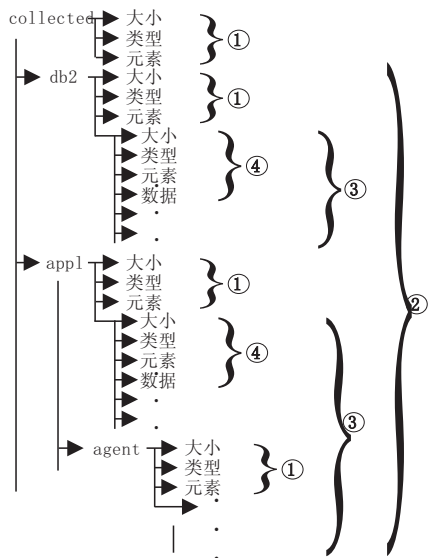 collected 大小
类型 ①
元素
db2 大小
类型 ①
元素
大小
类型
元素 ④
数据 ③
.
.
appl 大小
类型 ①
元素 ②
大小
类型
元素 ④
数据
.
③
.
agent 大小
类型 ①
元素
.
.
.